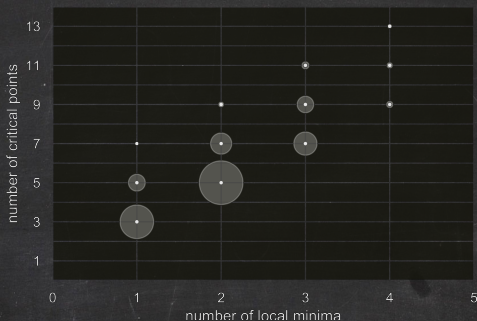 13
11
9
7
5
3
1
number of critical points
0 1 2 3 4 5
number of local minima